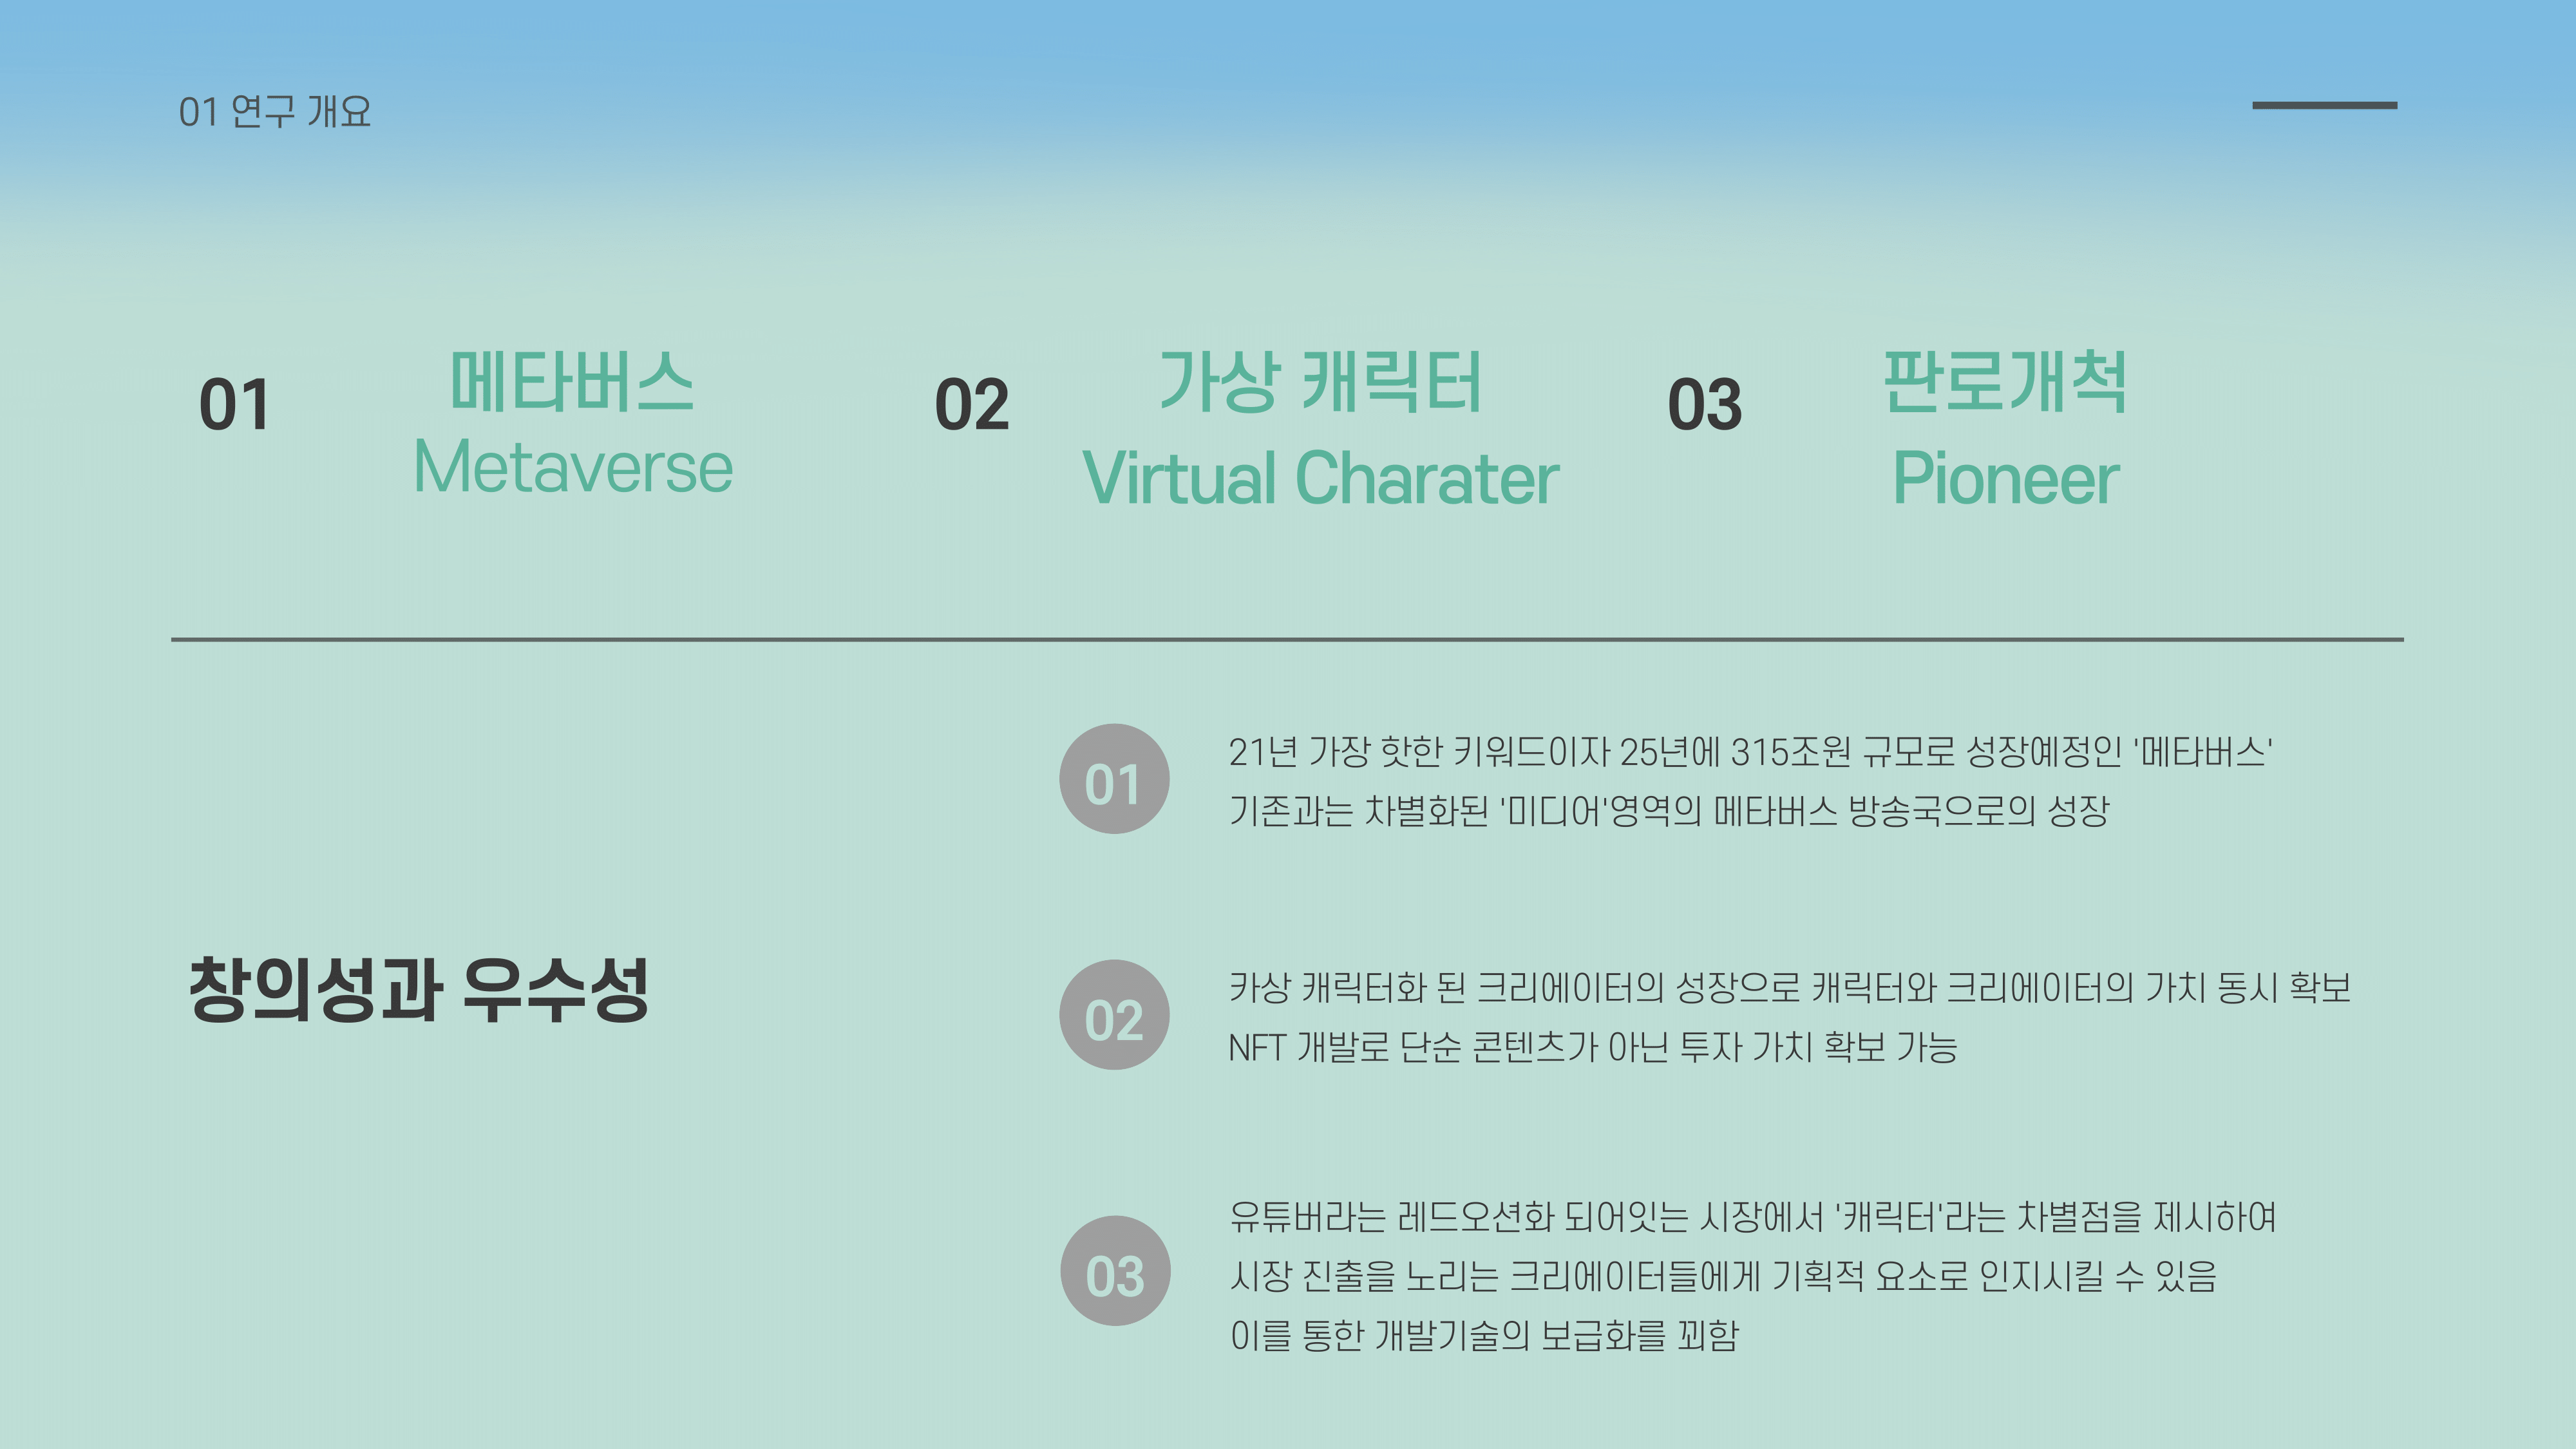 01 연구 개요
01
메타버스
Metaverse
02
가상 캐릭터
Virtual Charater
03
판로개척
Pioneer
창의성과 우수성
01
21년 가장 핫한 키워드이자 25년에 315조원 규모로 성장예정인 '메타버스'
기존과는 차별화된 '미디어'영역의 메타버스 방송국으로의 성장
02
카상 캐릭터화 된 크리에이터의 성장으로 캐릭터와 크리에이터의 가치 동시 확보
NFT 개발로 단순 콘텐츠가 아닌 투자 가치 확보 가능
03
유튜버라는 레드오션화 되어잇는 시장에서 '캐릭터'라는 차별점을 제시하여
시장 진출을 노리는 크리에이터들에게 기획적 요소로 인지시킬 수 있음
이를 통한 개발기술의 보급화를 꾀함